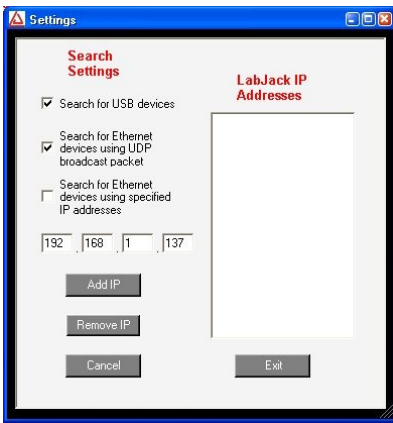 Settings
Search
Settings
Search for USB devices
Search for Ethernet
devices using UDP
broadcast packet
Search for Ethernet
devices using specified
IP addresses
192 . 168 . 1 . 137
Add IP
Remove IP
Cancel
LabJack IP
Addresses
Exit